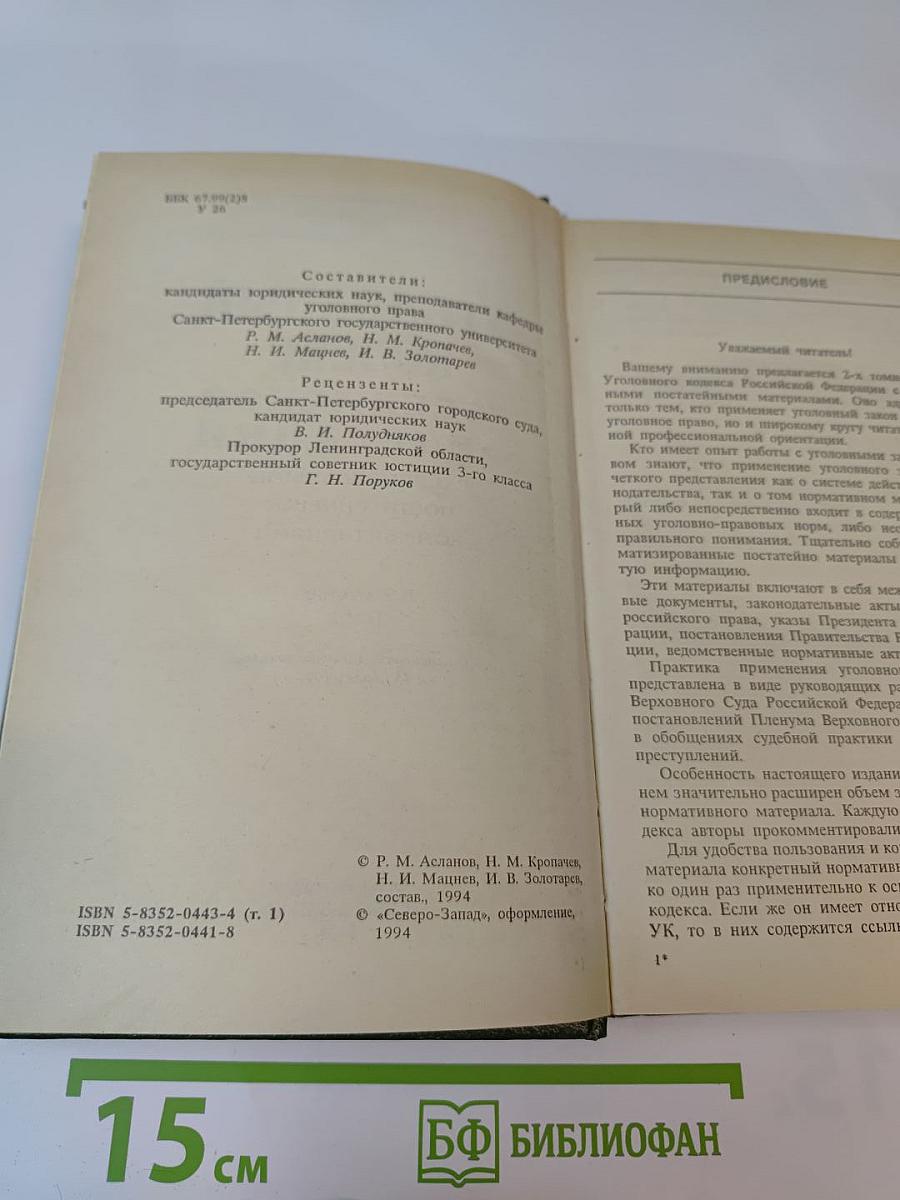 ББК 67.99(2)8
У 26
Составители:
кандидаты юридических наук, преподаватели кафедры
уголовного права
Санкт-Петербургского государственного университета
Р. М. Асланов, Н. М. Кропачев,
Н. И. Мацнев, И. В. Золотарев
Рецензенты:
председатель Санкт-Петербургского городского суда,
кандидат юридических наук
В. И. Полудняков
Прокурор Ленинградской области,
государственный советник юстиции 3-го класса
Г. Н. Поруков
© Р. М. Асланов, Н. М. Кропачев,
Н. И. Мацнев, И. В. Золотарев,
состав., 1994
ISBN 5-8352-0443-4 (т. 1)
© «Северо-Запад», оформление,
ISBN 5-8352-0441-8
1994
ПРЕДИСЛОВИЕ
Уважаемый читатель!
Вашему вниманию предлагается 2-х томн
Уголовного кодекса Российской Федерации с
ными постатейными материалами. Оно ад
только тем, кто применяет уголовный закон
уголовное право, но и широкому кругу читат
ной профессиональной ориентации.
Кто имеет опыт работы с уголовными за
вом знают, что применение уголовного
четкого представления как о системе дейст
нодательства, так и о том нормативном м
рый либо непосредственно входит в содер
ных уголовно-правовых норм, либо нео
правильного понимания. Тщательно соб
матизированные постатейно материалы
тую информацию.
Эти материалы включают в себя меж
вые документы, законодательные акты
российского права, указы Президента
рации, постановления Правительства Р
ции, ведомственные нормативные акт
Практика применения уголовног
представлена в виде руководящих ра
Верховного Суда Российской Федера
постановлений Пленума Верховного
в обобщениях судебной практики
преступлений.
Особенность настоящего издани
нем значительно расширен объем з
нормативного материала. Каждую
декса авторы прокомментировали
Для удобства пользования и ко
материала конкретный нормативн
ко один раз применительно к осн
кодекса. Если же он имеет отно
УК, то в них содержится ссылк
1*
15 см
БФ БИБЛИОФАН